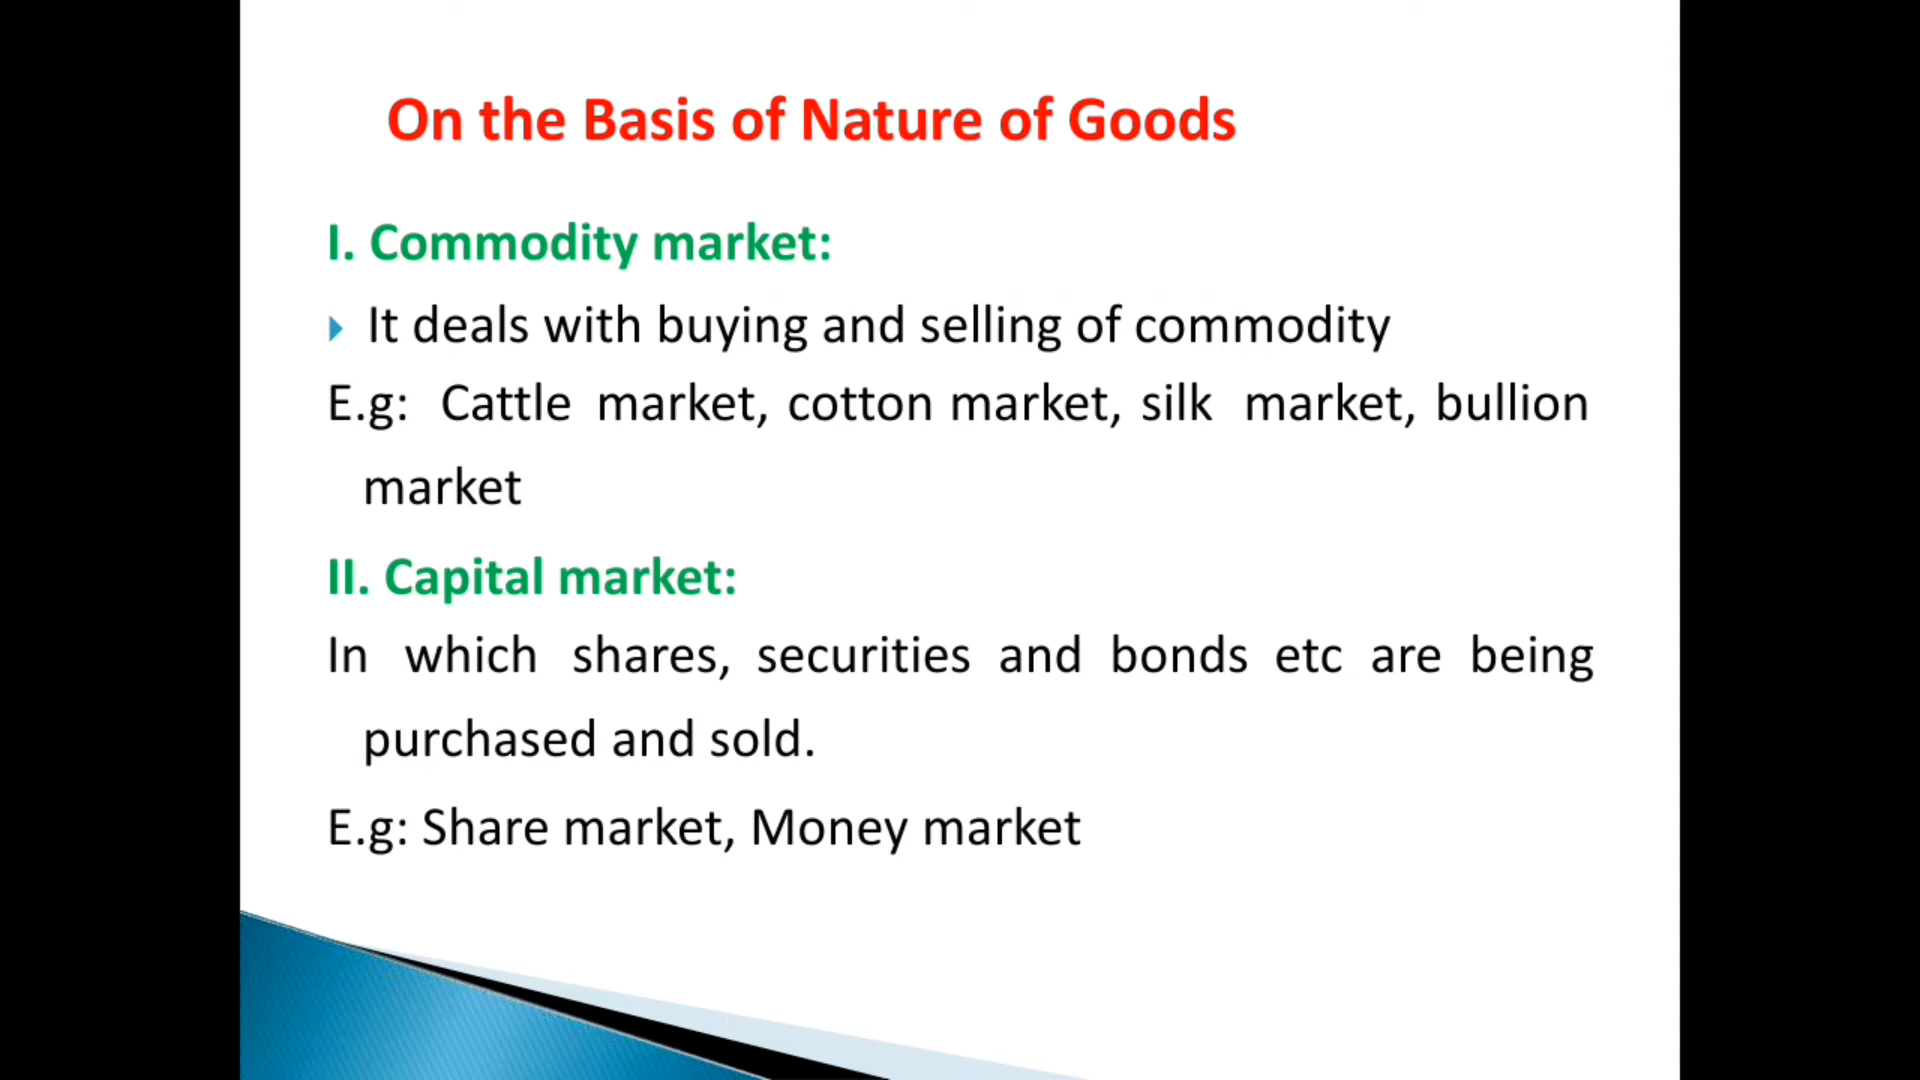 On the Basis of Nature of Goods
I. Commodity market:
It deals with buying and selling of commodity
E.g: Cattle market, cotton market, silk market, bullion
market
II. Capital market:
In which shares, securities and bonds etc are being
purchased and sold.
E.g: Share market, Money market